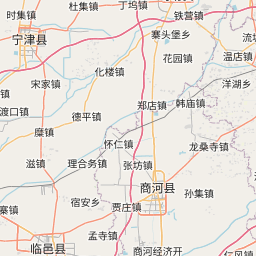 时集镇
杜集镇
丁坞镇
铁营镇
寨头堡乡
宁津县
花园镇
温店镇
化楼镇
宋家镇
洋湖乡
郑店镇
韩庙镇
渡口镇
德平镇
糜镇
怀仁镇
龙桑寺镇
滋镇
理合务镇
张坊镇
商河县
孙集镇
宿安乡
贾庄镇
寨镇
孟寺镇
临邑县
商河经济开
仁风镇